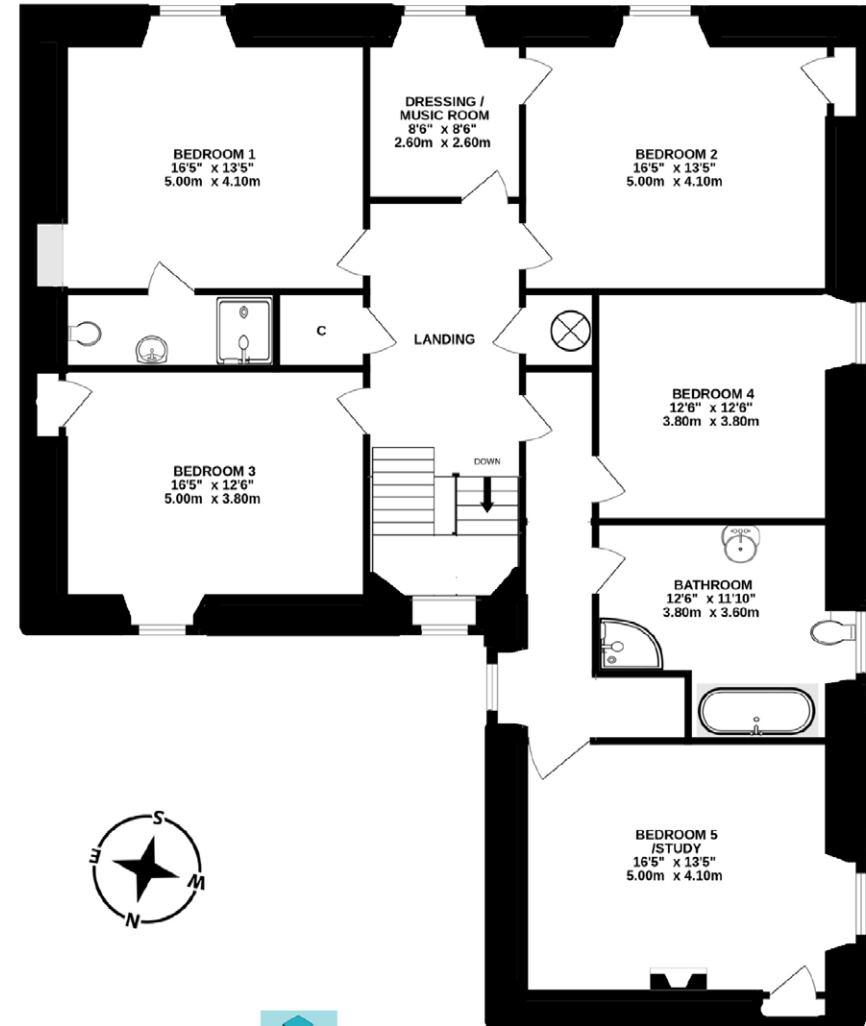 BEDROOM 1
16'5" x 13'5"
5.00m x 4.10m
DRESSING /
MUSIC ROOM
8'6" x 8'6"
2.60m x 2.60m
BEDROOM 2
16'5" x 13'5"
5.00m x 4.10m
C
LANDING
BEDROOM 4
12'6" x 12'6"
3.80m x 3.80m
BEDROOM 3
16'5" x 12'6"
5.00m x 3.80m
DOWN
BATHROOM
12'6" x 11'10"
3.80m x 3.60m
BEDROOM 5
/STUDY
16'5" x 13'5"
5.00m x 4.10m
S
E
W
N